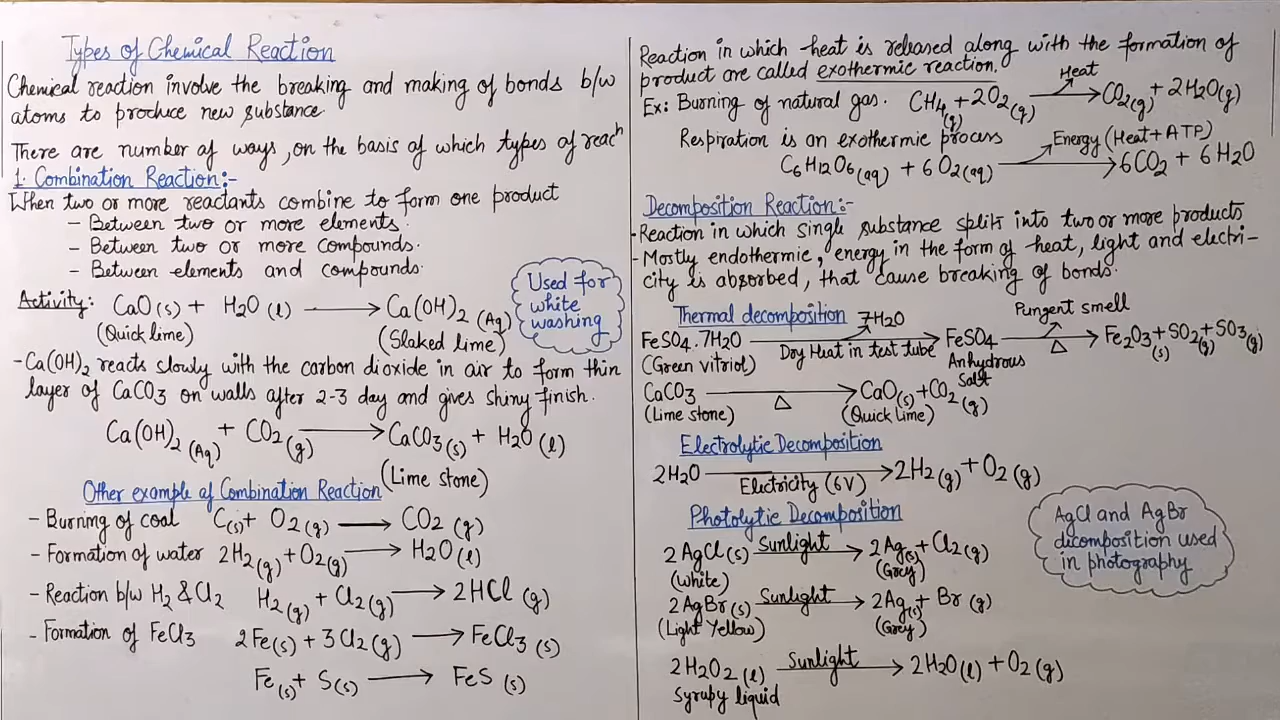 Types of Chemical Reaction
Chemical reaction involve the breaking and making of bonds b/w
atoms to produce new substance
There are number of ways, on the basis of which types of reacn
1. Combination Reaction:-
When two or more reactants combine to form one product
- Between two or more elements.
- Between two or more compounds.
- Between elements and compounds.
Activity: CaO(s) + H2O(l) ⟶ Ca(OH)2 (Aq)
(Quick lime) (Slaked lime)
Used for
white
washing
- Ca(OH)2 reacts slowly with the carbon dioxide in air to form thin
layer of CaCO3 on walls after 2-3 day and gives shiny finish.
Ca(OH)2 (Aq) + CO2 (g) ⟶ CaCO3 (s) + H2O (l)
(Lime stone)
Other example of Combination Reaction
- Burning of coal C(s) + O2 (g) ⟶ CO2 (g)
- Formation of water 2H2 (g) + O2 (g) ⟶ H2O (l)
- Reaction b/w H2 & Cl2 H2 (g) + Cl2 (g) ⟶ 2HCl (g)
- Formation of FeCl3 2Fe(s) + 3Cl2 (g) ⟶ FeCl3 (s)
Fe(s) + S(s) ⟶ FeS (s)
Reaction in which heat is released along with the formation of
product are called exothermic reaction.
Heat
Ex: Burning of natural gas. CH4 (g) + 2O2 (g) ⟶ CO2 (g) + 2H2O(g)
Respiration is an exothermic process Energy (Heat + ATP)
C6H12O6 (aq) + 6O2 (aq) ⟶ 6CO2 + 6H2O
Decomposition Reaction:-
- Reaction in which single substance splits into two or more products
- Mostly endothermic, energy in the form of heat, light and electri-
city is absorbed, that cause breaking of bonds.
Thermal decomposition 7H2O Pungent smell
FeSO4.7H2O ⟶ FeSO4 ⟶ Fe2O3 (s) + SO2 (g) + SO3 (g)
(Green vitriol) Dry Heat in test tube Anhydrous Salt Δ
CaCO3 ⟶ CaO(s) + CO2 (g)
(Lime stone) Δ (Quick Lime)
Electrolytic Decomposition
2H2O ⟶ 2H2 (g) + O2 (g)
Electricity (6V)
Photolytic Decomposition
2AgCl(s) Sunlight ⟶ 2Ag(s) + Cl2 (g)
(White) (Grey)
2AgBr(s) Sunlight ⟶ 2Ag(s) + Br (g)
(Light Yellow) (Grey)
AgCl and AgBr
decomposition used
in photography
2H2O2 (l) Sunlight ⟶ 2H2O(l) + O2 (g)
Syrupy liquid